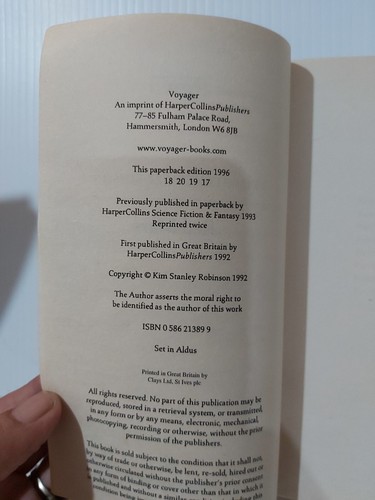 Voyager
An imprint of HarperCollinsPublishers
77–85 Fulham Palace Road,
Hammersmith, London W6 8JB
www.voyager-books.com
This paperback edition 1996
18 20 19 17
Previously published in paperback by
HarperCollins Science Fiction & Fantasy 1993
Reprinted twice
First published in Great Britain by
HarperCollinsPublishers 1992
Copyright © Kim Stanley Robinson 1992
The Author asserts the moral right to
be identified as the author of this work
ISBN 0 586 21389 9
Set in Aldus
Printed in Great Britain by
Clays Ltd, St Ives plc
All rights reserved. No part of this publication may be
reproduced, stored in a retrieval system, or transmitted,
in any form or by any means, electronic, mechanical,
photocopying, recording or otherwise, without the prior
permission of the publishers.
This book is sold subject to the condition that it shall not,
by way of trade or otherwise, be lent, re-sold, hired out or
otherwise circulated without the publisher's prior consent
in any form of binding or cover other than that in which it
is published and without a similar
condition being